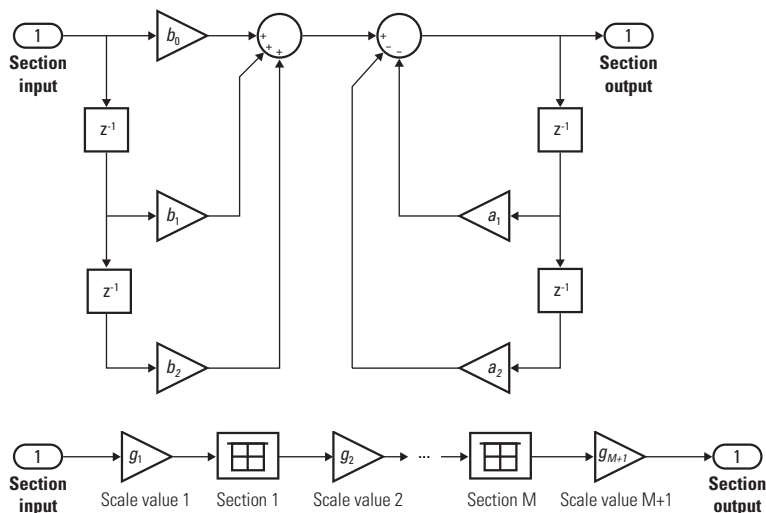 1
b₀
+
+
+
+
−
−
1
Section
input
Section
output
z⁻¹
z⁻¹
b₁
a₁
z⁻¹
z⁻¹
b₂
a₂
1
g₁
g₂
...
g_{M+1}
1
Section
input
Scale value 1
Section 1
Scale value 2
Section M
Scale value M+1
Section
output